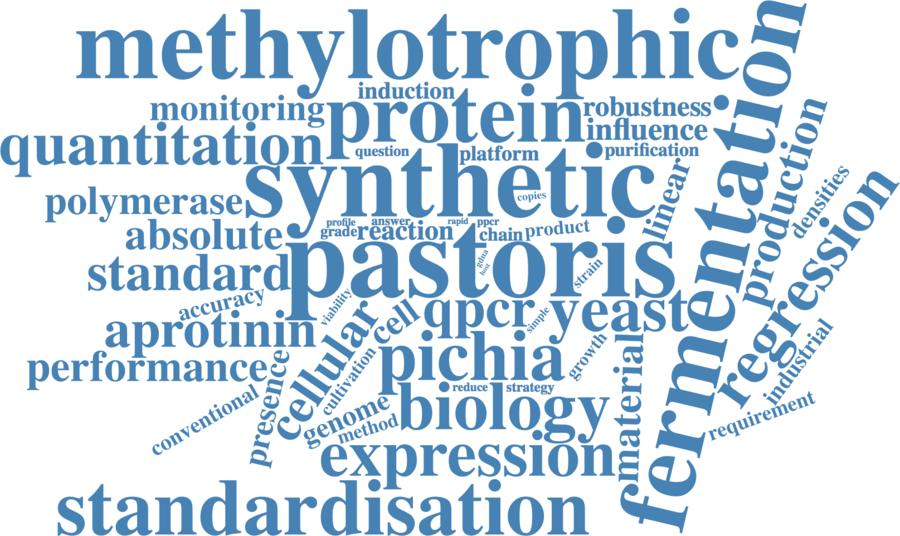 methylotrophic
induction
monitoring
protein
robustness
quantitation
influence
question
platform
purification
synthetic
copies
polymerase
linear
fermentation
production
densities
regression
absolute
profile
answer
rapid
ppcr
grade
reaction
chain
product
standard
pastoris
gdna
host
strain
accuracy
viability
aprotinin
cellular
cell
qpcr
simple
yeast
performance
presence
cultivation
pichia
growth
material
industrial
conventional
genome
method
biology
reduce
strategy
requirement
expression
standardisation